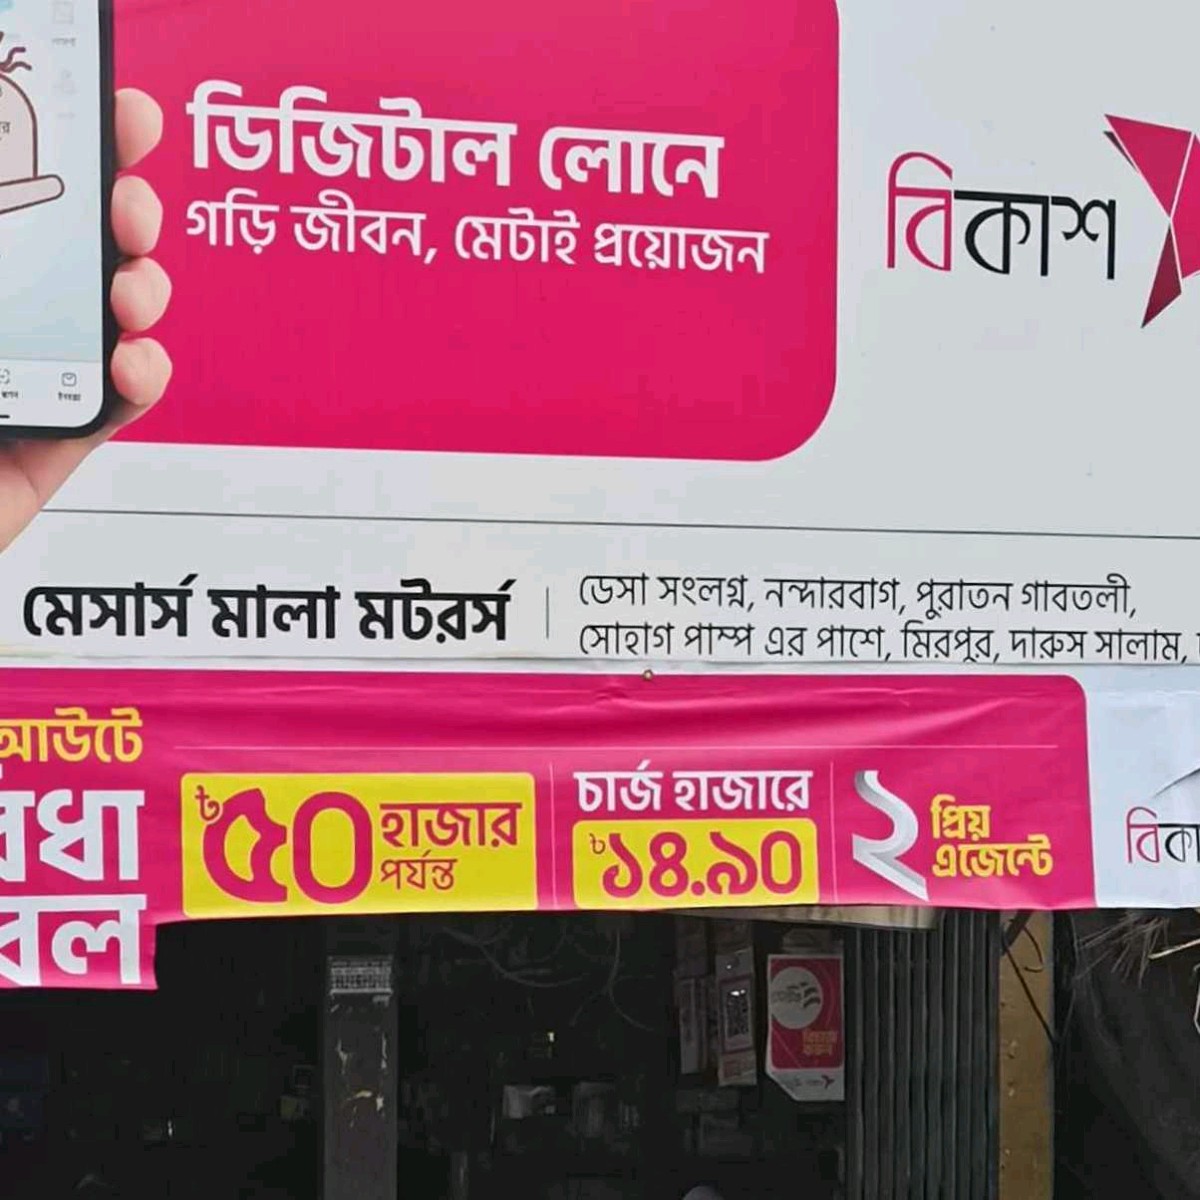 ডিজিটাল লোনে
গড়ি জীবন, মেটাই প্রয়োজন
বিকাশ
মেসার্স মালা মটরর্স
ডেসা সংলগ্ন, নন্দারবাগ, পুরাতন গাবতলী,
সোহাগ পাম্প এর পাশে, মিরপুর, দারুস সালাম,
আউটে
৳৫০ হাজার
পর্যন্ত
চার্জ হাজারে
৳১৪.৯০
২ প্রিয়
এজেন্টে